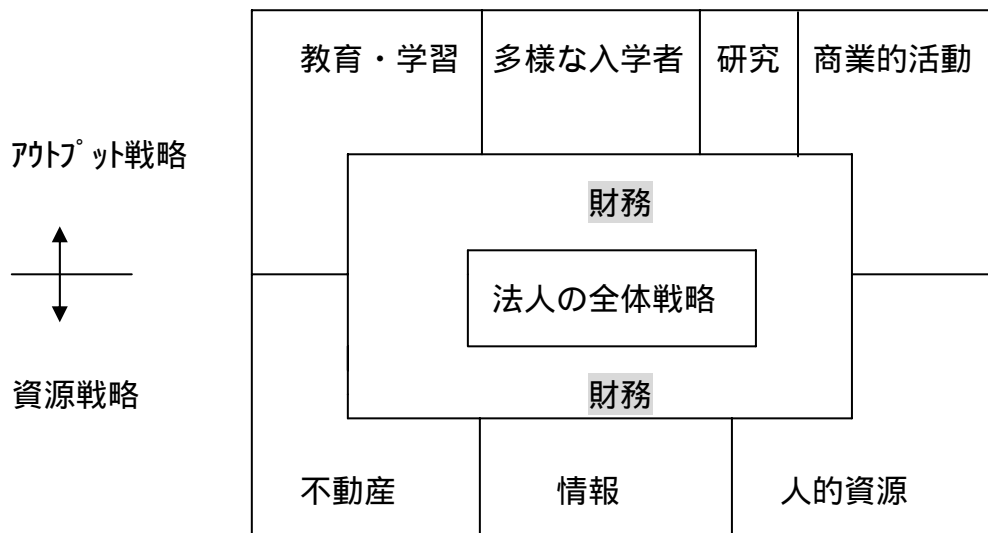 教育・学習
多様な入学者
研究
商業的活動
ｱｳﾄﾌﾟｯﾄ戦略
財務
法人の全体戦略
資源戦略
財務
不動産
情報
人的資源